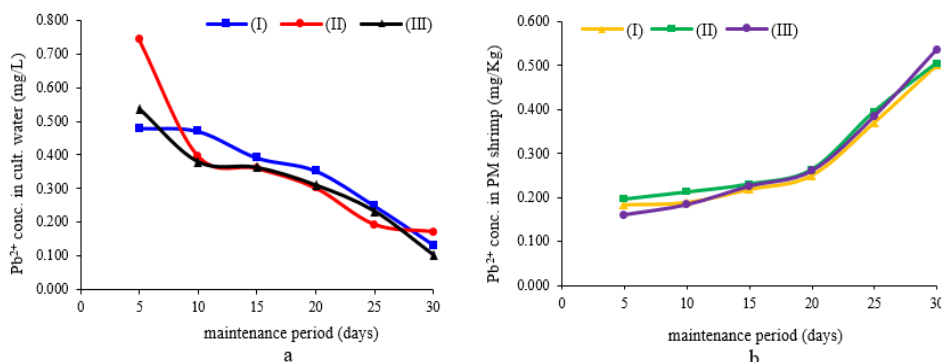 (I) (II) (III)
Pb²⁺ conc. in cult. water (mg/L)
0.800
0.700
0.600
0.500
0.400
0.300
0.200
0.100
0.000
0 5 10 15 20 25 30
maintenance period (days)
a
(I) (II) (III)
Pb²⁺ conc. in PM shrimp (mg/Kg)
0.600
0.500
0.400
0.300
0.200
0.100
0.000
0 5 10 15 20 25 30
maintenance period (days)
b